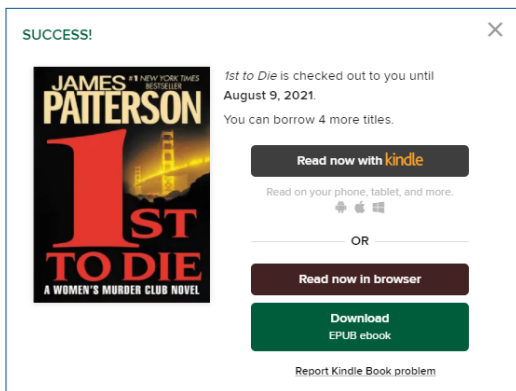 SUCCESS!
JAMES #1 NEW YORK TIMES
BESTSELLER
PATTERSON
1ST
TO DIE
A WOMEN'S MURDER CLUB NOVEL
1st to Die is checked out to you until
August 9, 2021.
You can borrow 4 more titles.
Read now with kindle
Read on your phone, tablet, and more.
OR
Read now in browser
Download
EPUB ebook
Report Kindle Book problem